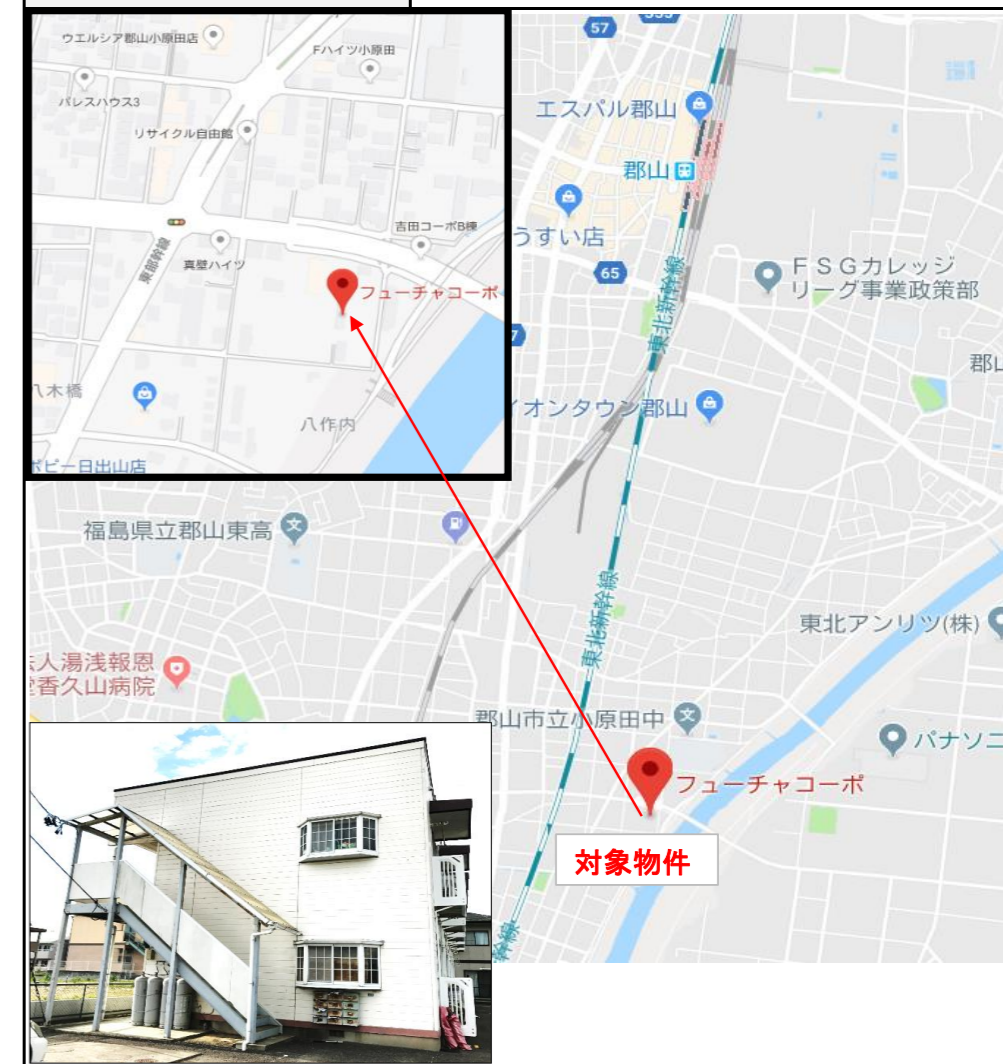 ウエルシア郡山小原田店
Fハイツ小原田
パレスハウス3
リサイクル自由館
吉田コーポB棟
東部幹線
真壁ハイツ
フューチャコーポ
八木橋
八作内
ホビー日出山店
57
エスパル郡山
郡山
うすい店
65
FSGカレッジ
リーグ事業政策部
東北新幹線
7
郡山
イオンタウン郡山
福島県立郡山東高
東北新幹線
東北アンリツ(株)
人湯浅報恩
堂香久山病院
郡山市立小原田中
パナソニ
フューチャコーポ
対象物件
幹線